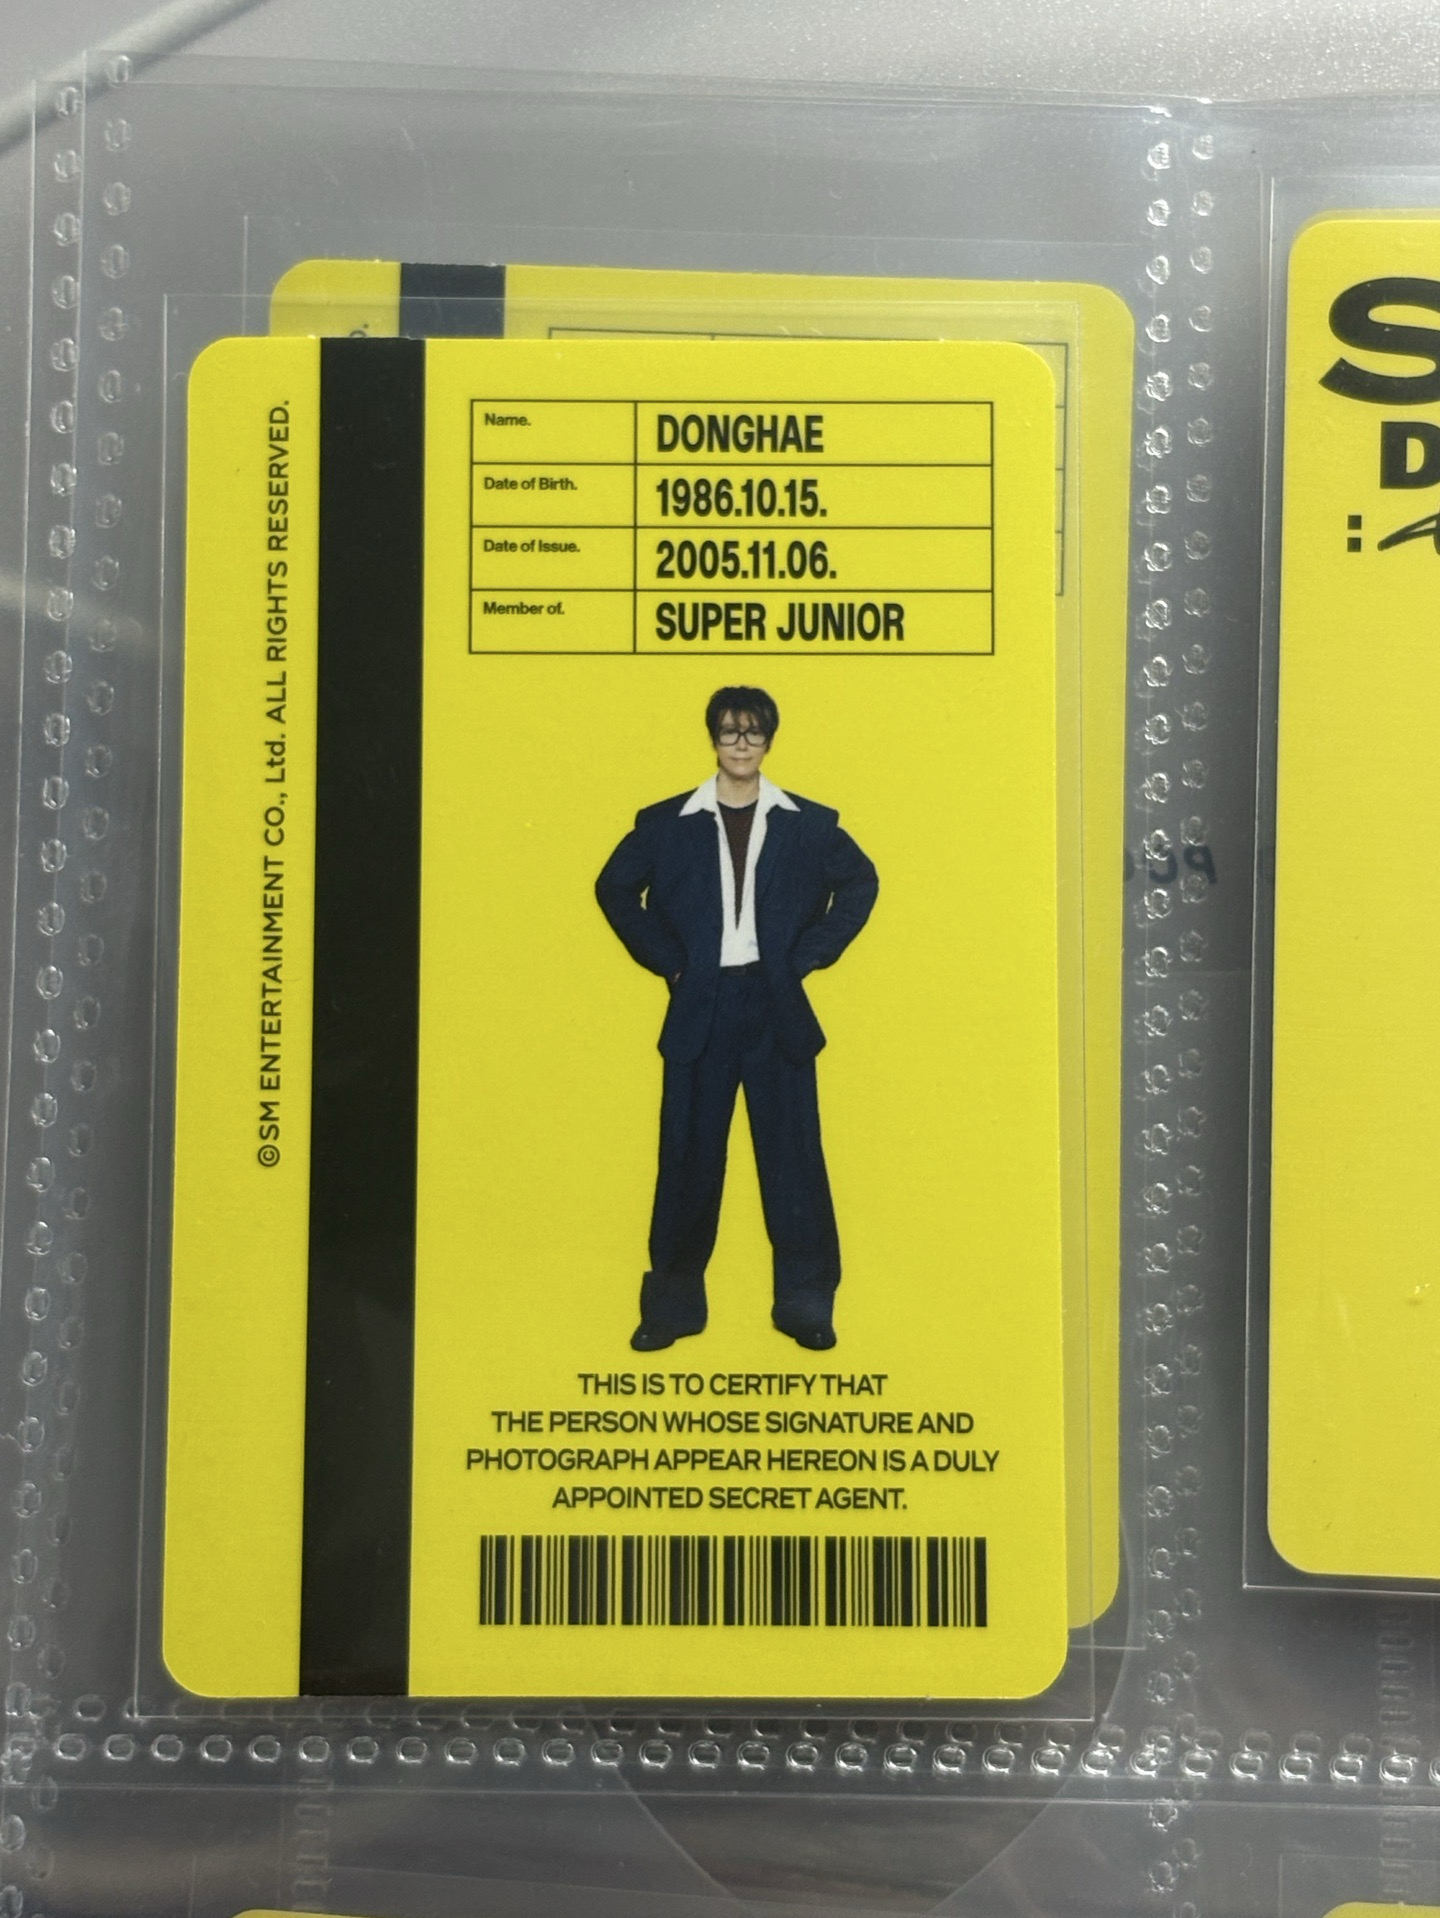 ©SM ENTERTAINMENT CO., Ltd. ALL RIGHTS RESERVED.
Name. DONGHAE
Date of Birth. 1986.10.15.
Date of Issue. 2005.11.06.
Member of. SUPER JUNIOR
THIS IS TO CERTIFY THAT
THE PERSON WHOSE SIGNATURE AND
PHOTOGRAPH APPEAR HEREON IS A DULY
APPOINTED SECRET AGENT.
S
D